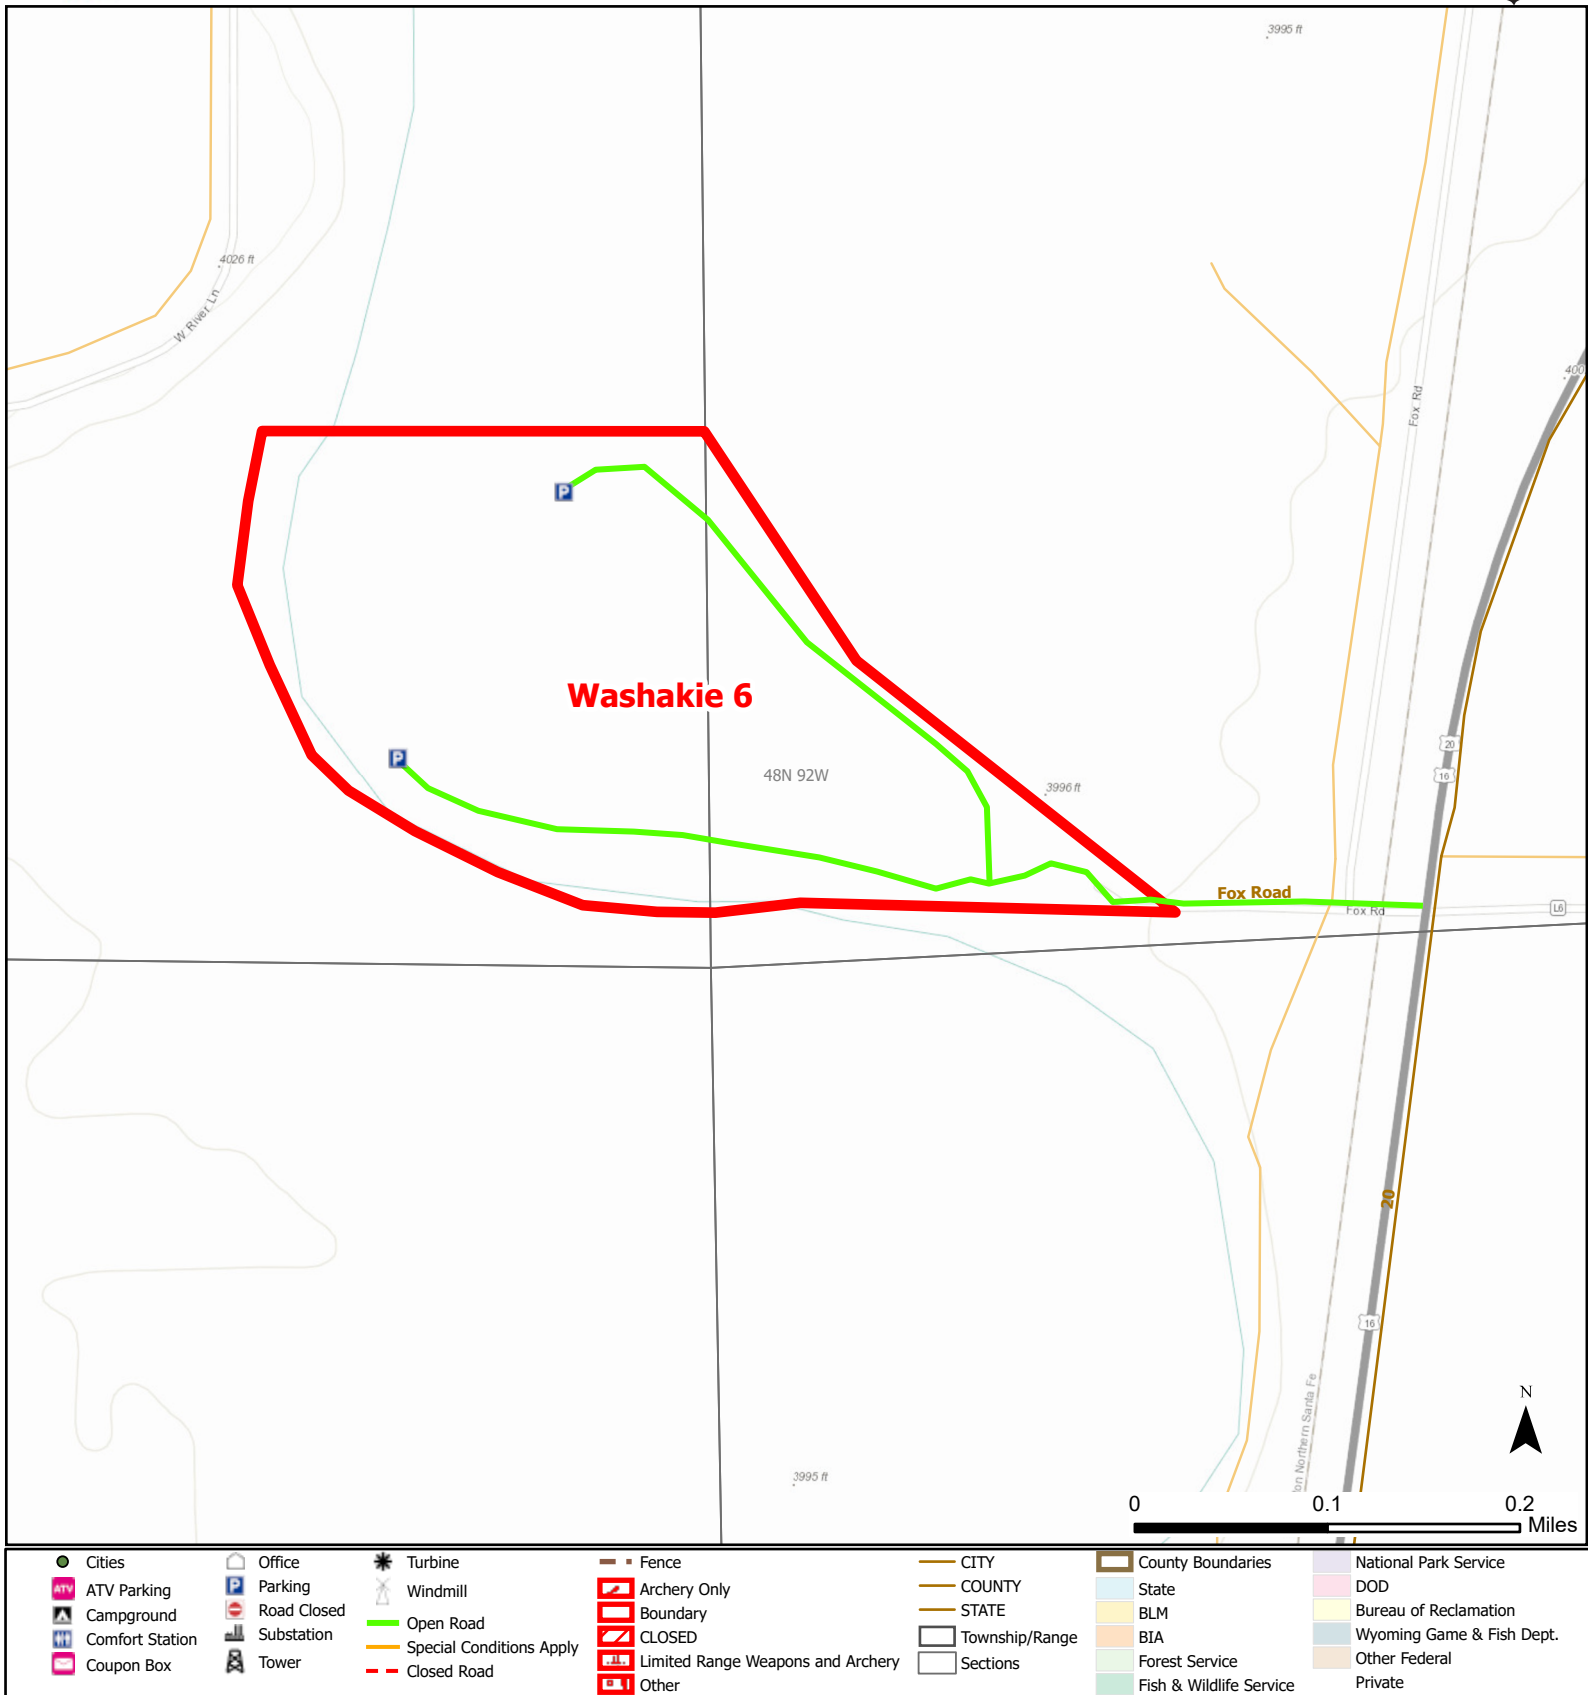 3995 ft
4026 ft
W River Ln
400
Fox Rd
Washakie 6
20
16
48N 92W
3996 ft
Fox Road
Fox Rd
L6
20
16
on Northern Santa Fe
N
3995 ft
0 0.1 0.2
Miles
Cities
ATV ATV Parking
Campground
Comfort Station
Coupon Box
Office
P Parking
Road Closed
Substation
Tower
Turbine
Windmill
Open Road
Special Conditions Apply
Closed Road
Fence
Archery Only
Boundary
CLOSED
Limited Range Weapons and Archery
Other
CITY
COUNTY
STATE
Township/Range
Sections
County Boundaries
State
BLM
BIA
Forest Service
Fish & Wildlife Service
National Park Service
DOD
Bureau of Reclamation
Wyoming Game & Fish Dept.
Other Federal
Private